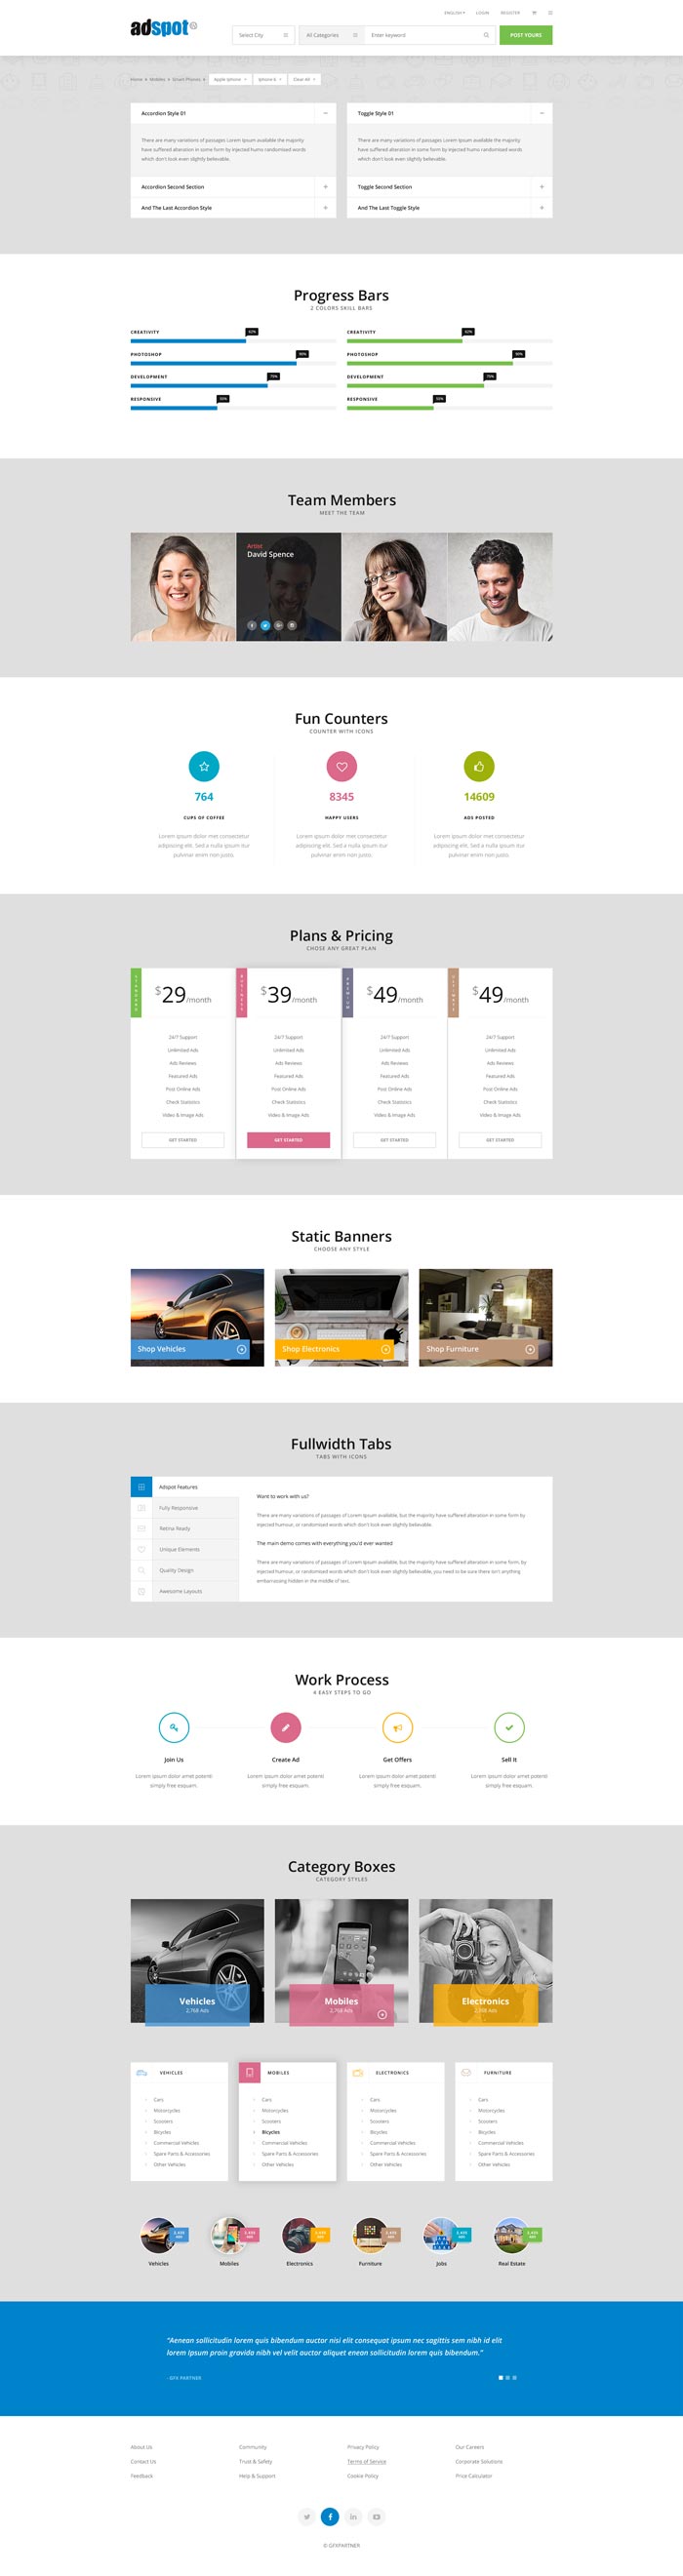 ENGLISH
LOGIN
REGISTER
adspot
Select City
All Categories
Enter keyword
POST YOURS
Home
Mobiles
Smart Phones
Apple Iphone
Iphone 6
Clear All
Accordion Style 01
There are many variations of passages Lorem Ipsum available the majority
have suffered alteration in some form by injected humo randomised words
which don't look even slightly believable.
Accordion Second Section
And The Last Accordion Style
Toggle Style 01
There are many variations of passages Lorem Ipsum available the majority
have suffered alteration in some form by injected humo randomised words
which don't look even slightly believable.
Toggle Second Section
And The Last Toggle Style
Progress Bars
2 COLORS SKILL BARS
CREATIVITY
PHOTOSHOP
DEVELOPMENT
RESPONSIVE
CREATIVITY
PHOTOSHOP
DEVELOPMENT
RESPONSIVE
Team Members
MEET THE TEAM
Artist
David Spence
Fun Counters
COUNTER WITH ICONS
764
CUPS OF COFFEE
Lorem ipsum dolor met consectetur
adipiscing elit. Sed a nulla ipsum itur
pulvinar enim non justo.
8345
HAPPY USERS
Lorem ipsum dolor met consectetur
adipiscing elit. Sed a nulla ipsum itur
pulvinar enim non justo.
14609
ADS POSTED
Lorem ipsum dolor met consectetur
adipiscing elit. Sed a nulla ipsum itur
pulvinar enim non justo.
Plans & Pricing
CHOSE ANY GREAT PLAN
STANDARD
$29/month
24/7 Support
Unlimited Ads
Ads Reviews
Featured Ads
Post Online Ads
Check Statistics
Video & Image Ads
GET STARTED
BUSINESS
$39/month
24/7 Support
Unlimited Ads
Ads Reviews
Featured Ads
Post Online Ads
Check Statistics
Video & Image Ads
GET STARTED
PREMIUM
$49/month
24/7 Support
Unlimited Ads
Ads Reviews
Featured Ads
Post Online Ads
Check Statistics
Video & Image Ads
GET STARTED
ULTIMATE
$49/month
24/7 Support
Unlimited Ads
Ads Reviews
Featured Ads
Post Online Ads
Check Statistics
Video & Image Ads
GET STARTED
Static Banners
CHOOSE ANY STYLE
Shop Vehicles
Shop Electronics
Shop Furniture
Fullwidth Tabs
TABS WITH ICONS
Adspot Features
Fully Responsive
Retina Ready
Unique Elements
Quality Design
Awesome Layouts
Want to work with us?
There are many variations of passages of Lorem Ipsum available, but the majority have suffered alteration in some form by
injected humour, or randomised words which don't look even slightly believable.
The main demo comes with everything you'd ever wanted
There are many variations of passages of Lorem Ipsum available, but the majority have suffered alteration in some form, by
injected humour, or randomised words which don't look even slightly believable, you need to be sure there isn't anything
embarrassing hidden in the middle of text.
Work Process
4 EASY STEPS TO GO
Join Us
Lorem ipsum dolor amet potenti
simply free esquam.
Create Ad
Lorem ipsum dolor amet potenti
simply free esquam.
Get Offers
Lorem ipsum dolor amet potenti
simply free esquam.
Sell It
Lorem ipsum dolor amet potenti
simply free esquam.
Category Boxes
CATEGORY STYLES
Vehicles
2,768 Ads
Mobiles
2,768 Ads
Electronics
2,768 Ads
VEHICLES
Cars
Motorcycles
Scooters
Bicycles
Commercial Vehicles
Spare Parts & Accessories
Other Vehicles
MOBILES
Cars
Motorcycles
Scooters
Bicycles
Commercial Vehicles
Spare Parts & Accessories
Other Vehicles
ELECTRONICS
Cars
Motorcycles
Scooters
Bicycles
Commercial Vehicles
Spare Parts & Accessories
Other Vehicles
FURNITURE
Cars
Motorcycles
Scooters
Bicycles
Commercial Vehicles
Spare Parts & Accessories
Other Vehicles
Vehicles
Mobiles
Electronics
Furniture
Jobs
Real Estate
"Aenean sollicitudin lorem quis bibendum auctor nisi elit consequat ipsum nec sagittis sem nibh id elit
lorem Ipsum proin gravida nibh vel velit auctor aliquet enean sollicitudin lorem quis bibendum."
- GFX PARTNER
About Us
Contact Us
Feedback
Community
Trust & Safety
Help & Support
Privacy Policy
Terms of Service
Cookie Policy
Our Careers
Corporate Solutions
Price Calculator
© GFXPARTNER